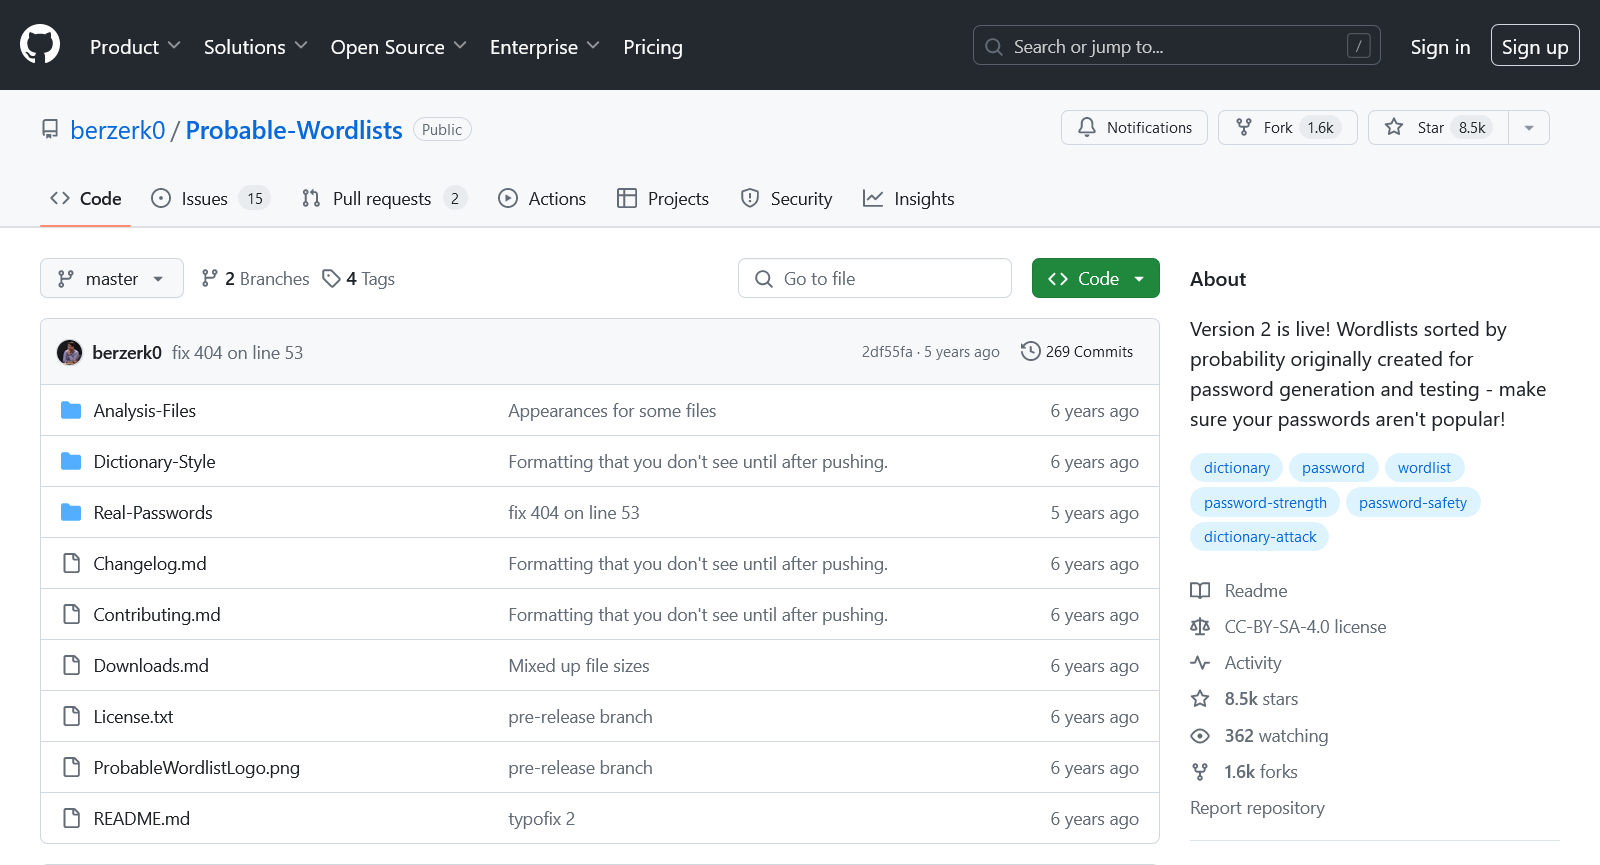 Product Solutions Open Source Enterprise Pricing Search or jump to... / Sign in Sign up
berzerk0 / Probable-Wordlists Public Notifications Fork 1.6k Star 8.5k
Code Issues 15 Pull requests 2 Actions Projects Security Insights
master 2 Branches 4 Tags Go to file Code
berzerk0 fix 404 on line 53 2df55fa · 5 years ago 269 Commits
Analysis-Files Appearances for some files 6 years ago
Dictionary-Style Formatting that you don't see until after pushing. 6 years ago
Real-Passwords fix 404 on line 53 5 years ago
Changelog.md Formatting that you don't see until after pushing. 6 years ago
Contributing.md Formatting that you don't see until after pushing. 6 years ago
Downloads.md Mixed up file sizes 6 years ago
License.txt pre-release branch 6 years ago
ProbableWordlistLogo.png pre-release branch 6 years ago
README.md typofix 2 6 years ago
About
Version 2 is live! Wordlists sorted by
probability originally created for
password generation and testing - make
sure your passwords aren't popular!
dictionary password wordlist
password-strength password-safety
dictionary-attack
Readme
CC-BY-SA-4.0 license
Activity
8.5k stars
362 watching
1.6k forks
Report repository